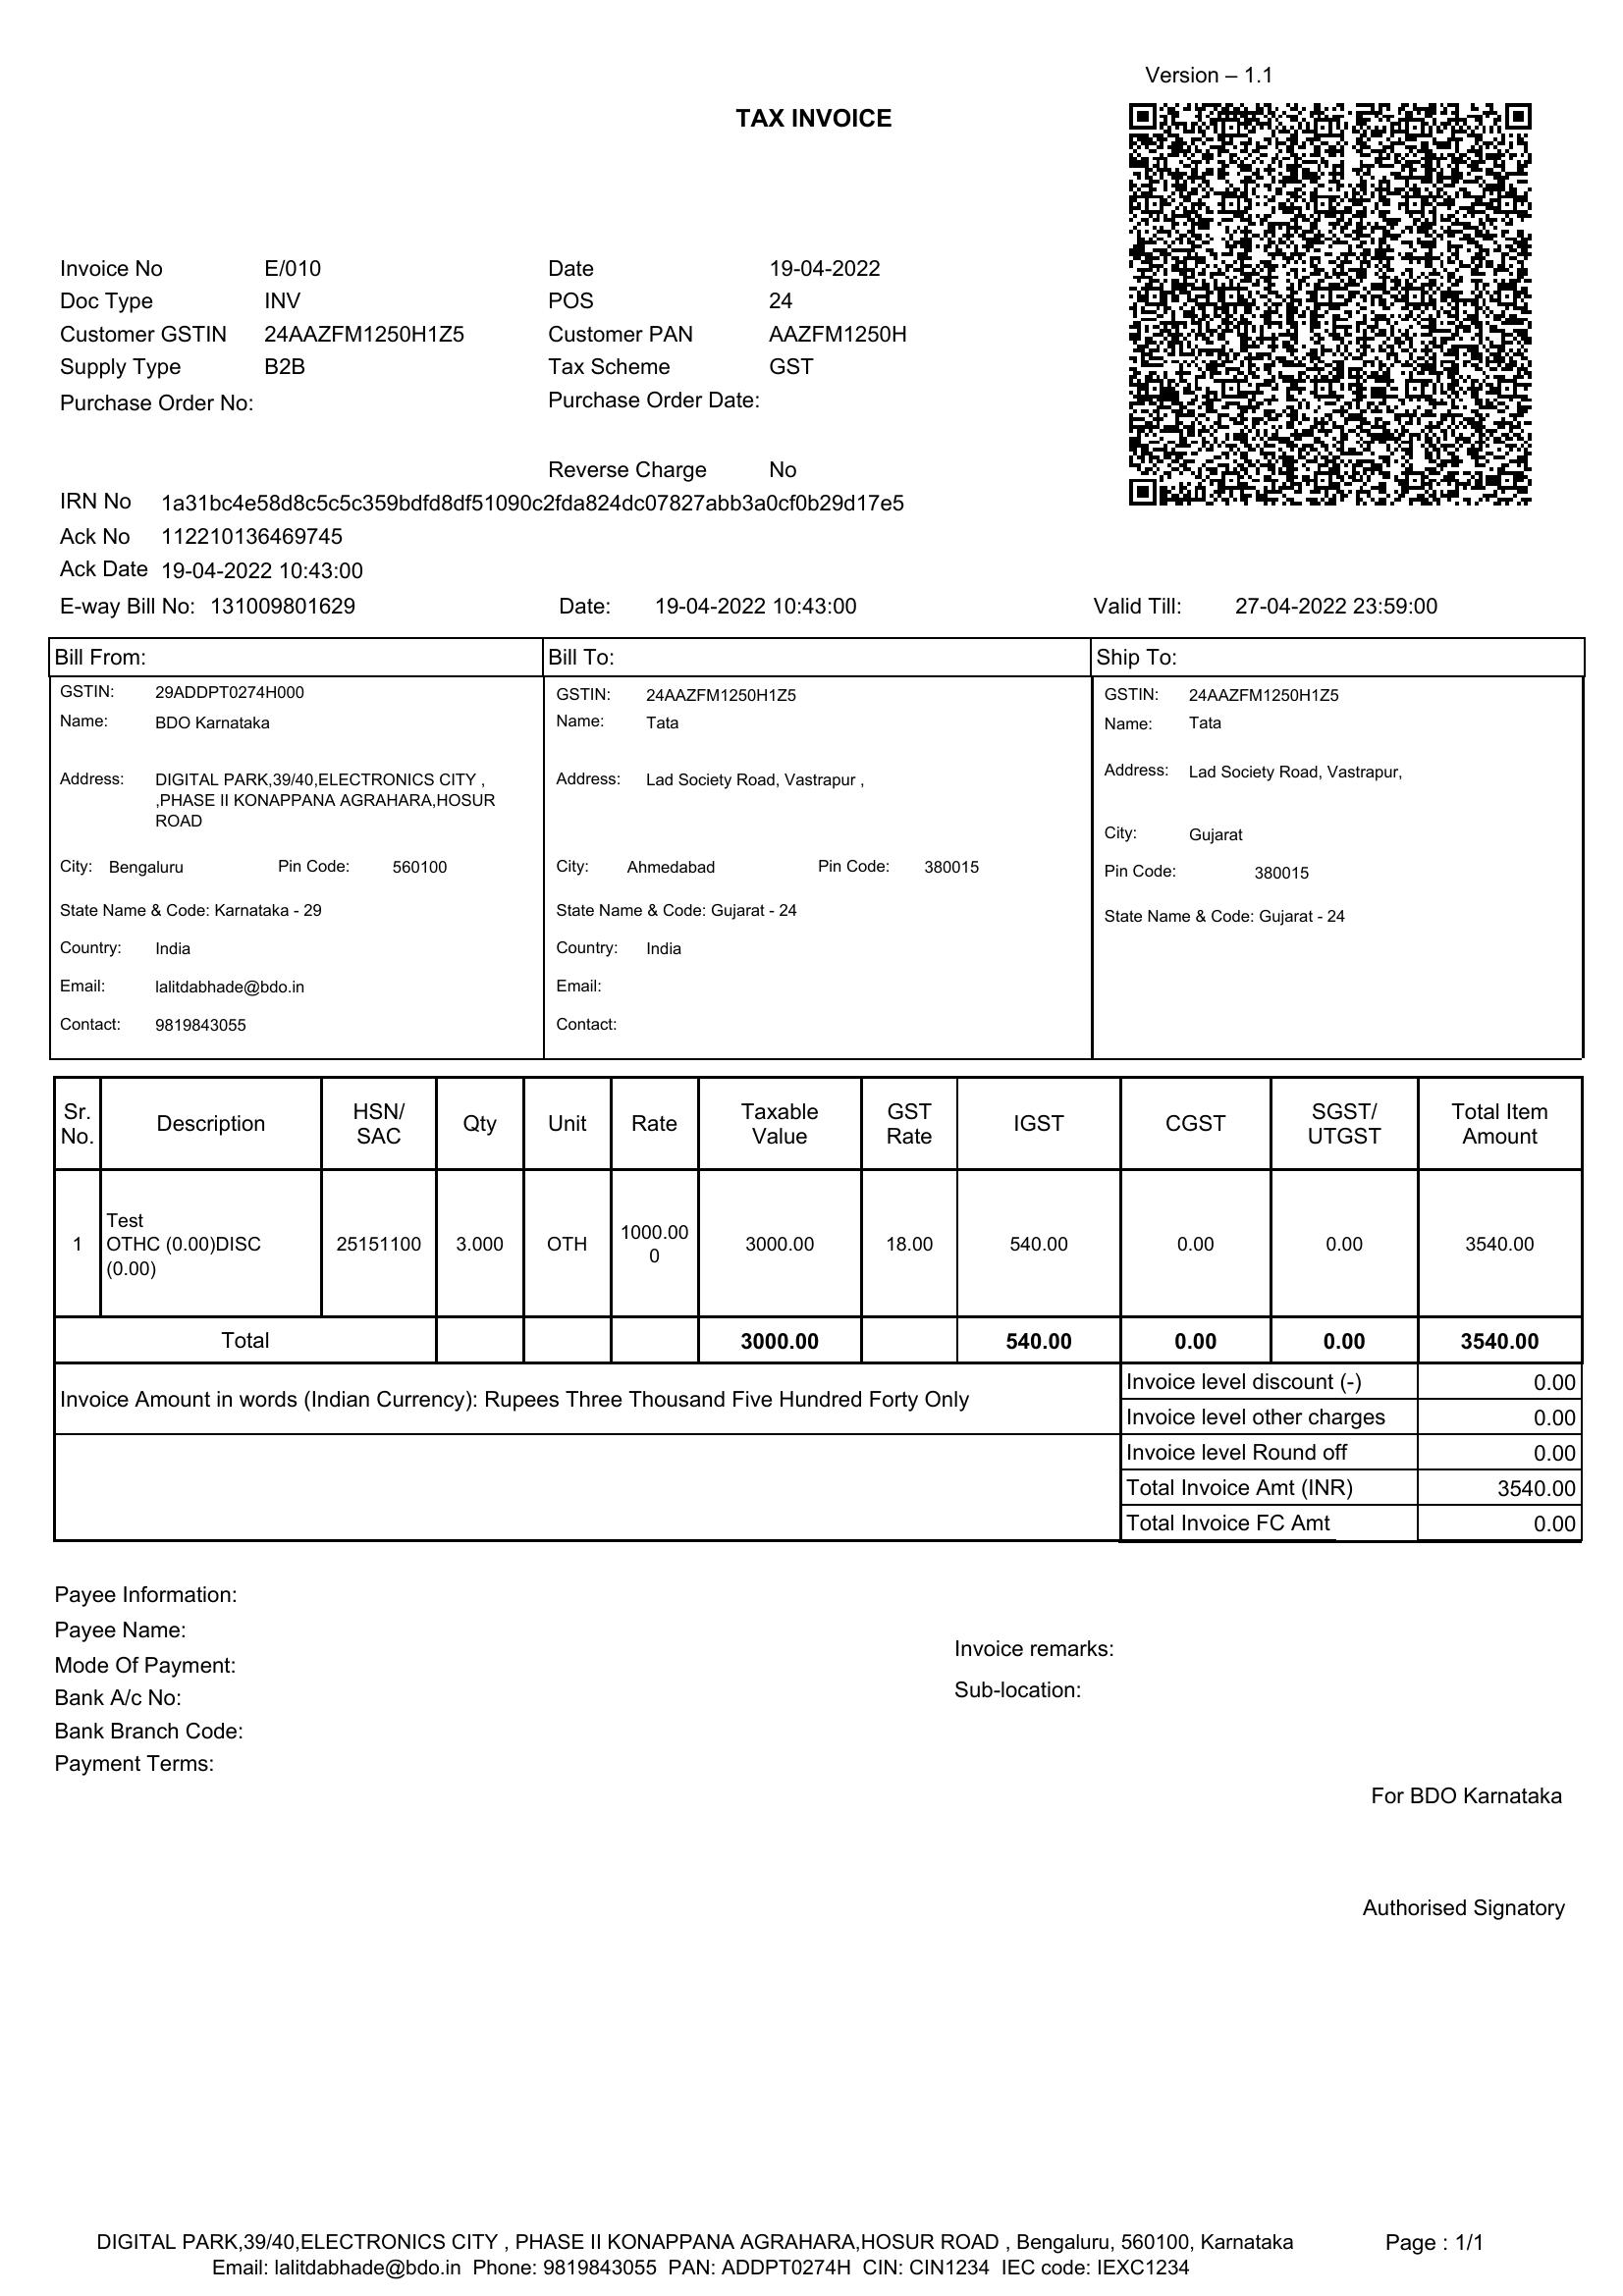 Version – 1.1
TAX INVOICE
Invoice No E/010 Date 19-04-2022
Doc Type INV POS 24
Customer GSTIN 24AAZFM1250H1Z5 Customer PAN AAZFM1250H
Supply Type B2B Tax Scheme GST
Purchase Order No: Purchase Order Date:
Reverse Charge No
IRN No 1a31bc4e58d8c5c5c359bdfd8df51090c2fda824dc07827abb3a0cf0b29d17e5
Ack No 112210136469745
Ack Date 19-04-2022 10:43:00
E-way Bill No: 131009801629 Date: 19-04-2022 10:43:00 Valid Till: 27-04-2022 23:59:00
Bill From:
GSTIN: 29ADDPT0274H000
Name: BDO Karnataka
Address: DIGITAL PARK,39/40,ELECTRONICS CITY ,
,PHASE II KONAPPANA AGRAHARA,HOSUR
ROAD
City: Bengaluru Pin Code: 560100
State Name & Code: Karnataka - 29
Country: India
Email: lalitdabhade@bdo.in
Contact: 9819843055
Bill To:
GSTIN: 24AAZFM1250H1Z5
Name: Tata
Address: Lad Society Road, Vastrapur ,
City: Ahmedabad Pin Code: 380015
State Name & Code: Gujarat - 24
Country: India
Email:
Contact:
Ship To:
GSTIN: 24AAZFM1250H1Z5
Name: Tata
Address: Lad Society Road, Vastrapur,
City: Gujarat
Pin Code: 380015
State Name & Code: Gujarat - 24
Sr. No. Description HSN/ SAC Qty Unit Rate Taxable Value GST Rate IGST CGST SGST/ UTGST Total Item Amount
1 Test OTHC (0.00)DISC (0.00) 25151100 3.000 OTH 1000.00 0 3000.00 18.00 540.00 0.00 0.00 3540.00
Total 3000.00 540.00 0.00 0.00 3540.00
Invoice Amount in words (Indian Currency): Rupees Three Thousand Five Hundred Forty Only
Invoice level discount (-) 0.00
Invoice level other charges 0.00
Invoice level Round off 0.00
Total Invoice Amt (INR) 3540.00
Total Invoice FC Amt 0.00
Payee Information:
Payee Name:
Mode Of Payment:
Bank A/c No:
Bank Branch Code:
Payment Terms:
Invoice remarks:
Sub-location:
For BDO Karnataka
Authorised Signatory
DIGITAL PARK,39/40,ELECTRONICS CITY , PHASE II KONAPPANA AGRAHARA,HOSUR ROAD , Bengaluru, 560100, Karnataka Page : 1/1
Email: lalitdabhade@bdo.in Phone: 9819843055 PAN: ADDPT0274H CIN: CIN1234 IEC code: IEXC1234